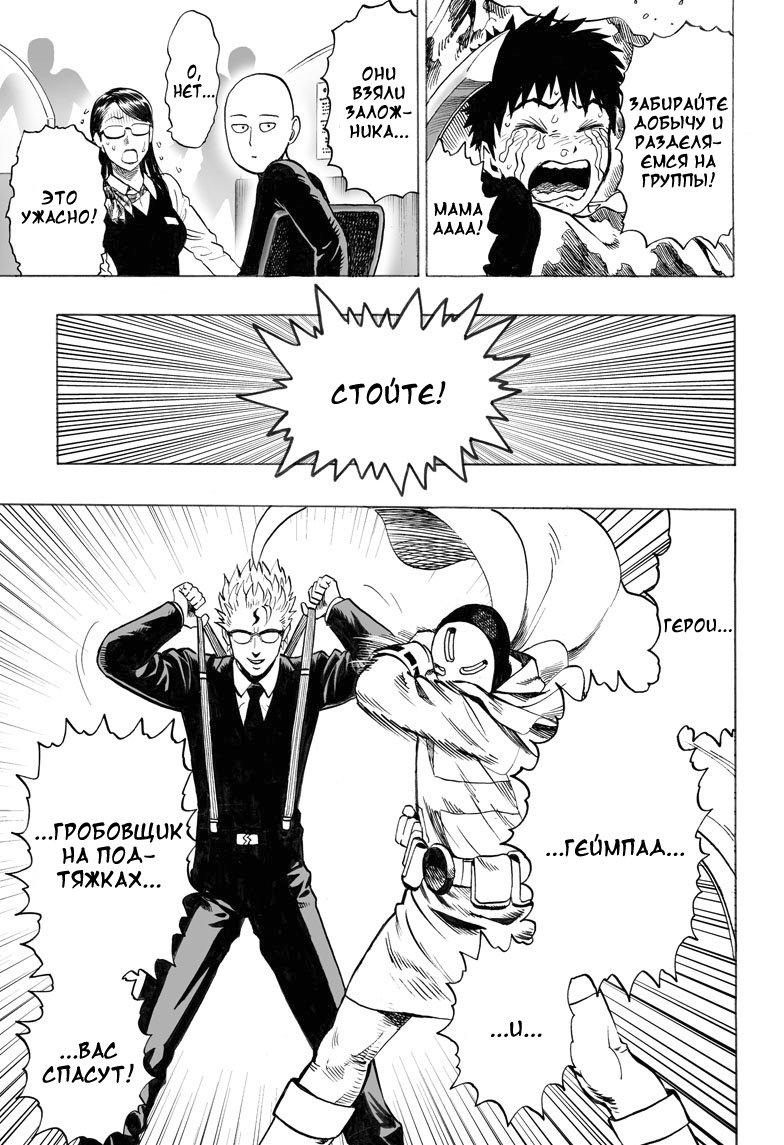 ЗАБИРАЙТЕ
ДОБЫЧУ И
РАЗДЕЛЯ-
ЕМСЯ НА
ГРУППЫ!
МАМА
АААА!
ОНИ
ВЗЯЛИ
ЗАЛОЖ-
НИКА...
О,
НЕТ...
ЭТО
УЖАСНО!
СТОЙТЕ!
ГЕРОИ...
...ГЕЙМПАД...
...И...
...ГРОБОВЩИК
НА ПОД-
ТЯЖКАХ...
...ВАС
СПАСУТ!